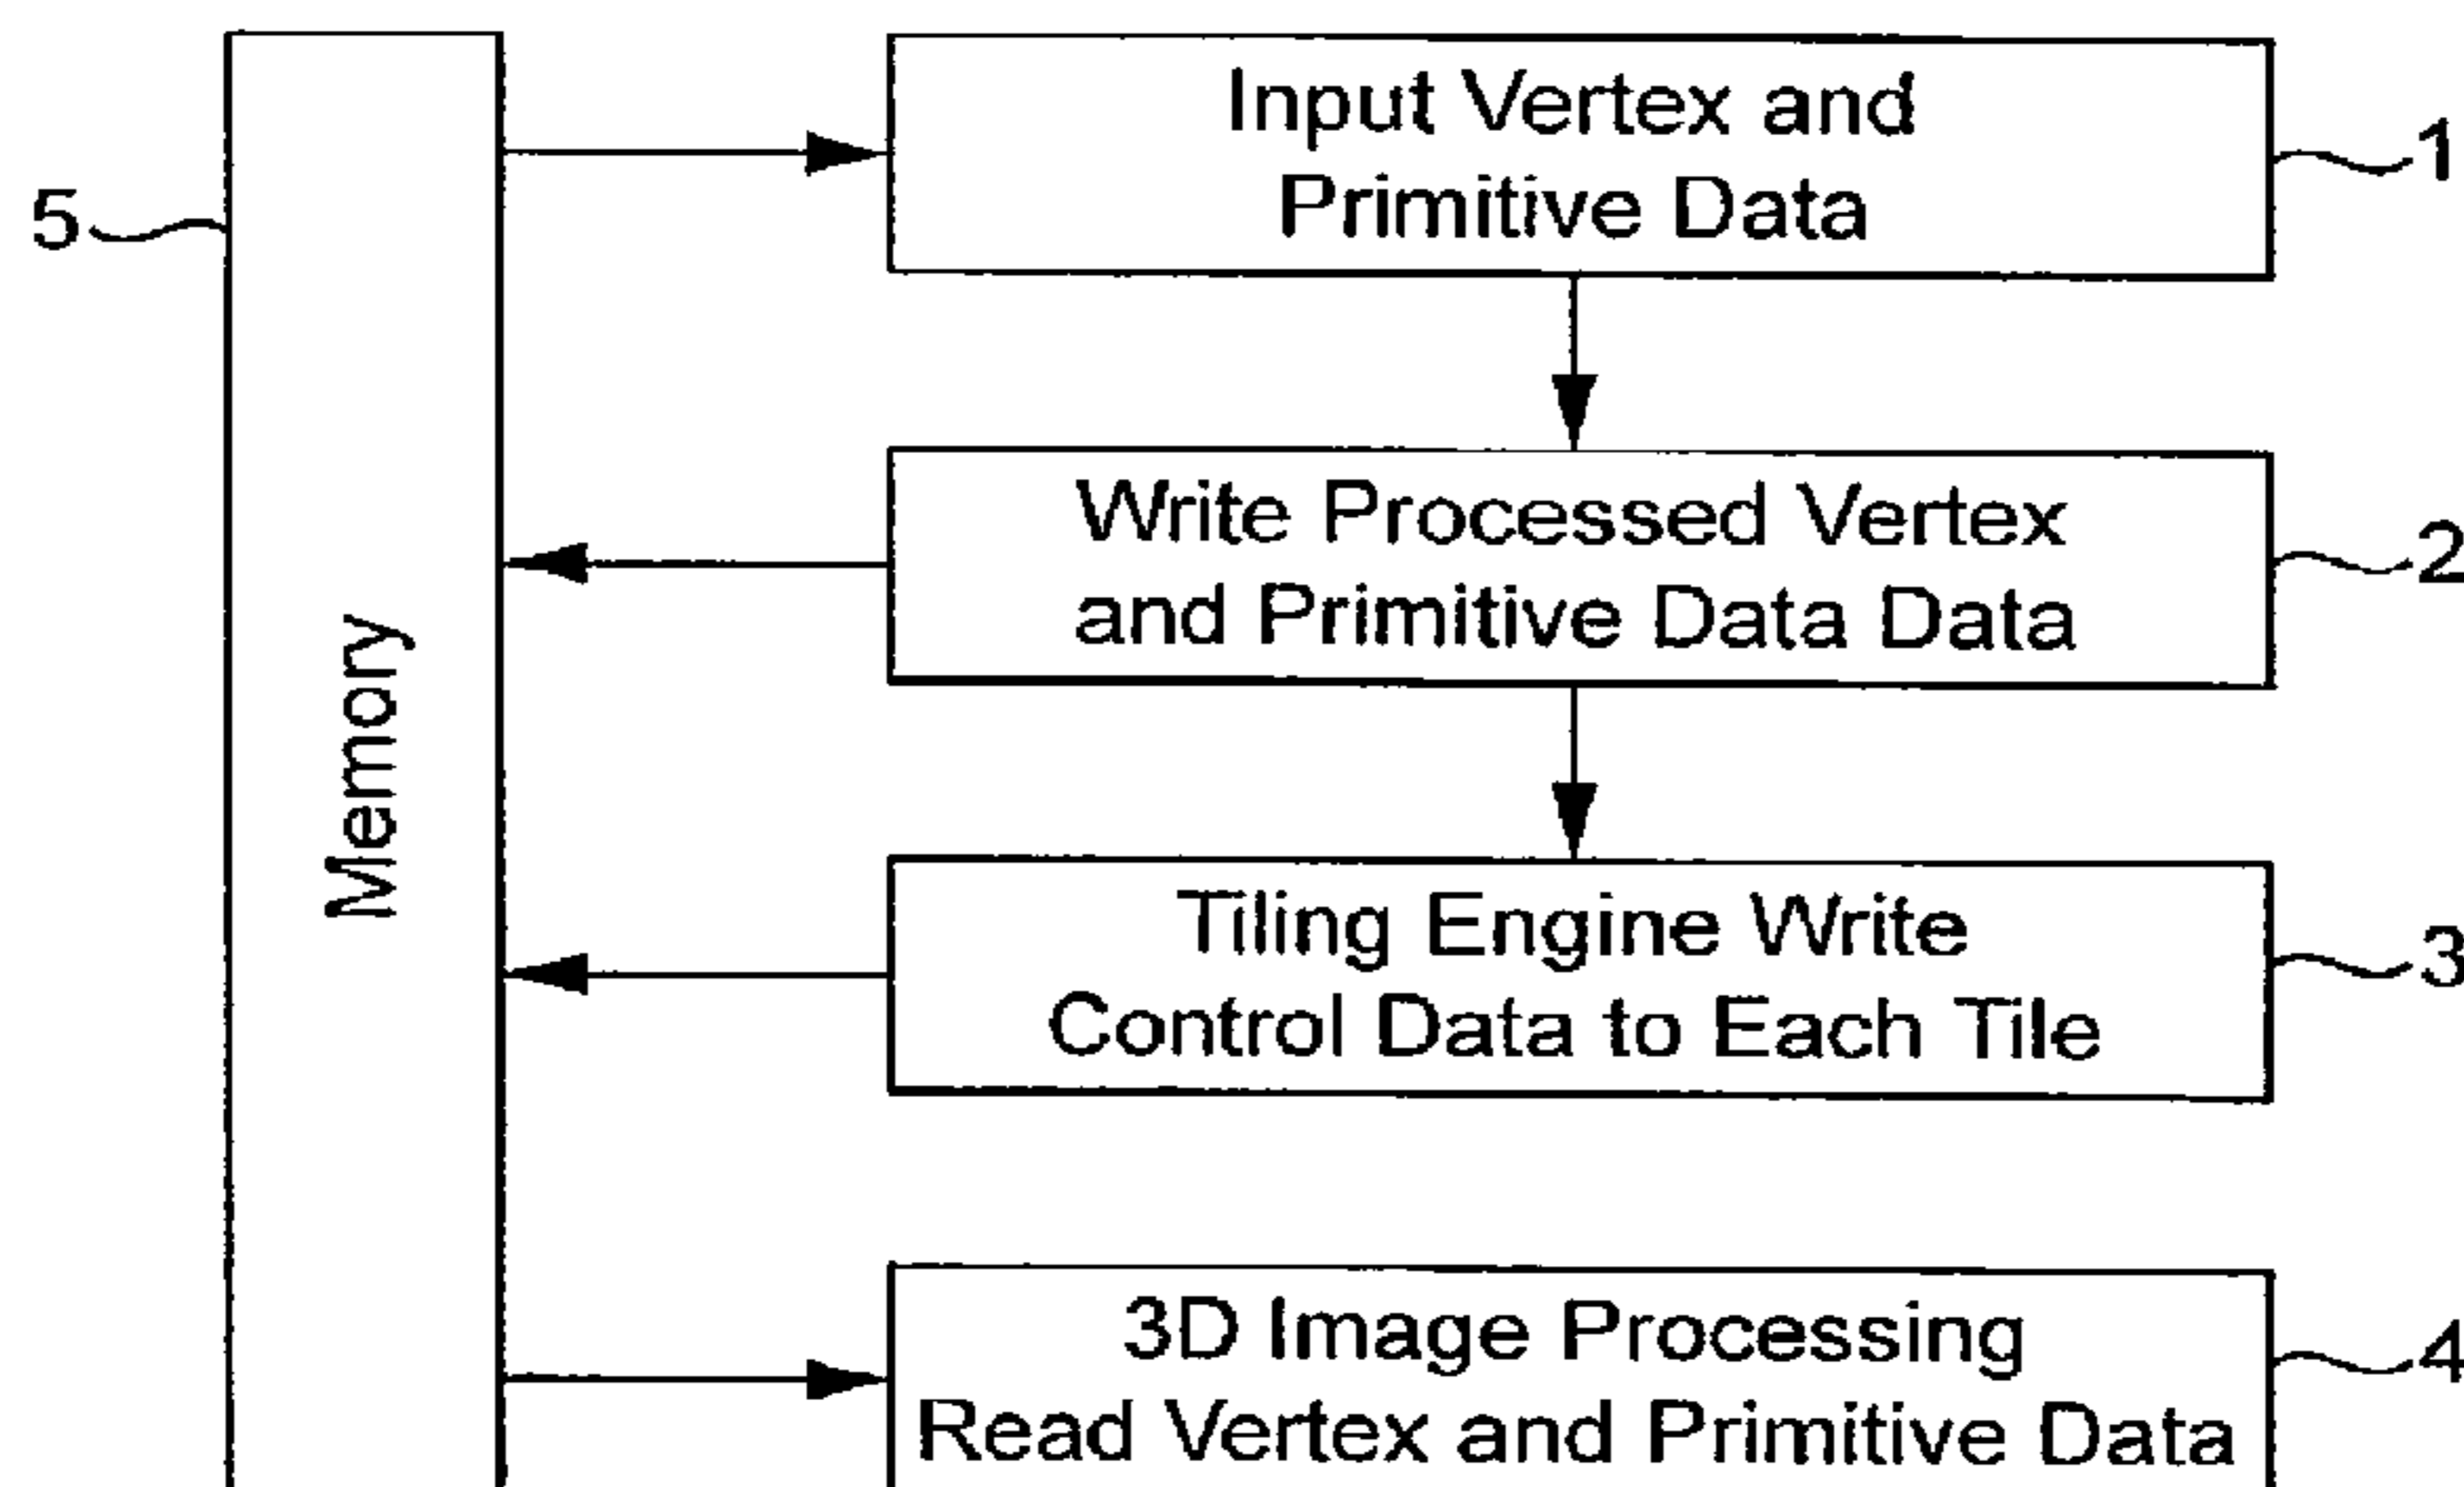 Input Vertex and
Primitive Data
1
5
Write Processed Vertex
and Primitive Data Data
2
Memory
Tiling Engine Write
Control Data to Each Tile
3
3D Image Processing
Read Vertex and Primitive Data
4